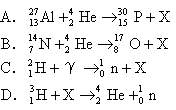 A. ²⁷₁₃Al+⁴₂He→³⁰₁₅P+X
B. ¹⁴₇N+⁴₂He→¹⁷₈O+X
C. ²₁H+γ→¹₀n+X
D. ³₁H+X→⁴₂He+¹₀n